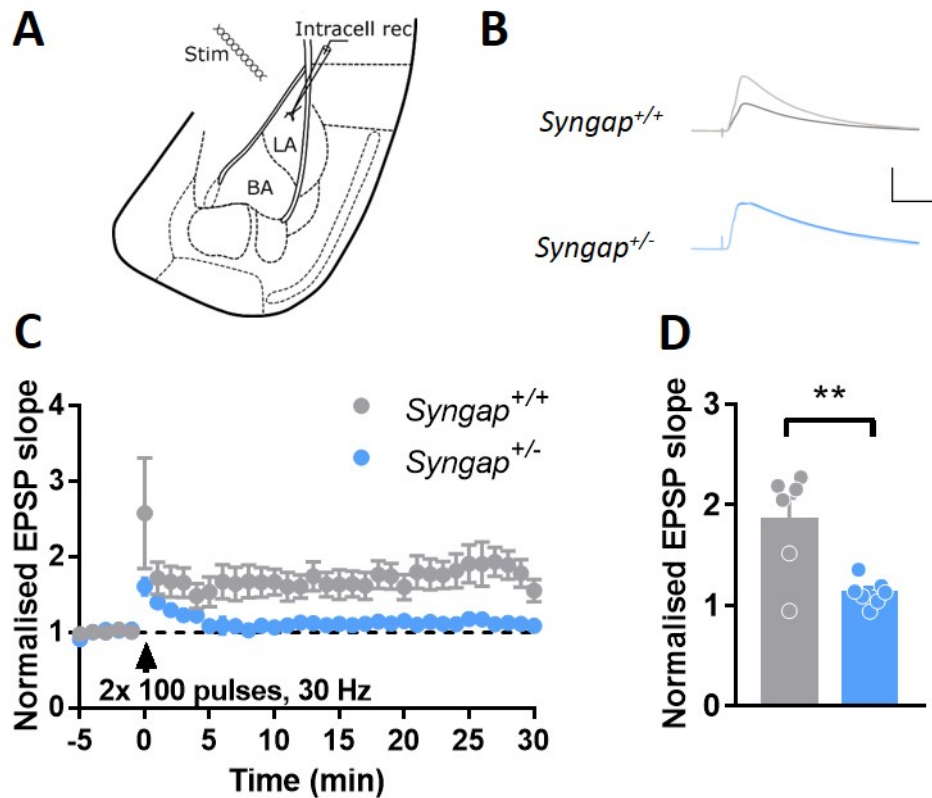 A
Stim
Intracell rec
LA
BA
B
Syngap+/+
Syngap+/-
C
Normalised EPSP slope
4
3
2
1
0
Syngap+/+
Syngap+/-
2x 100 pulses, 30 Hz
-5 0 5 10 15 20 25 30
Time (min)
D
Normalised EPSP slope
3
2
1
0
**